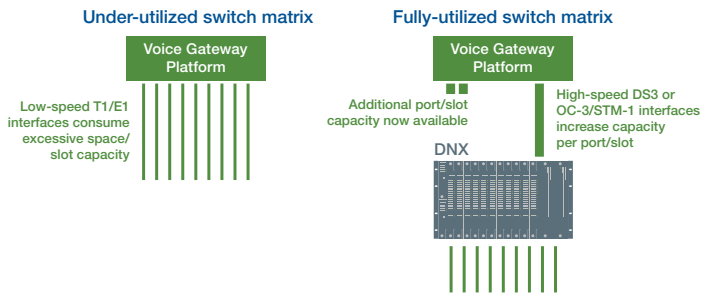 Under-utilized switch matrix
Voice Gateway
Platform
Low-speed T1/E1
interfaces consume
excessive space/
slot capacity
Fully-utilized switch matrix
Voice Gateway
Platform
Additional port/slot
capacity now available
High-speed DS3 or
OC-3/STM-1 interfaces
increase capacity
per port/slot
DNX